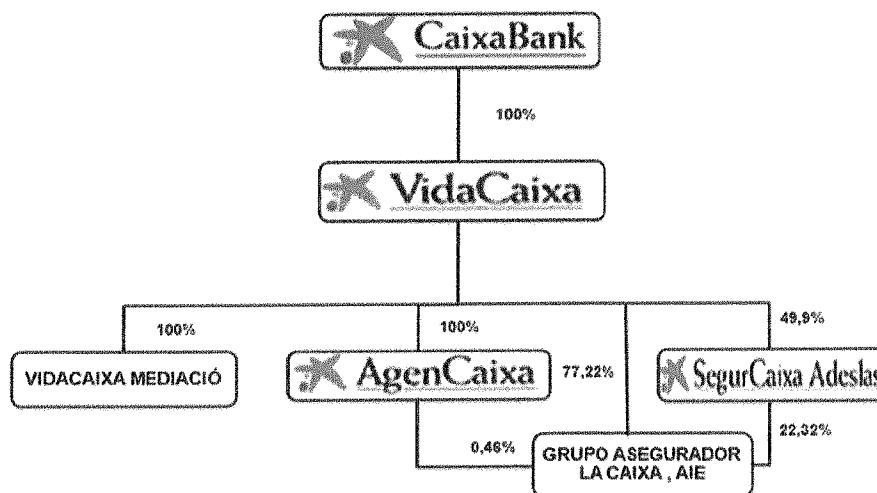 CaixaBank
100%
VidaCaixa
100%
100%
49,9%
VIDACAIXA MEDIACIÓ
AgenCaixa
77,22%
SegurCaixa Adeslas
0,46%
GRUPO ASEGURADOR
LA CAIXA , AIE
22,32%